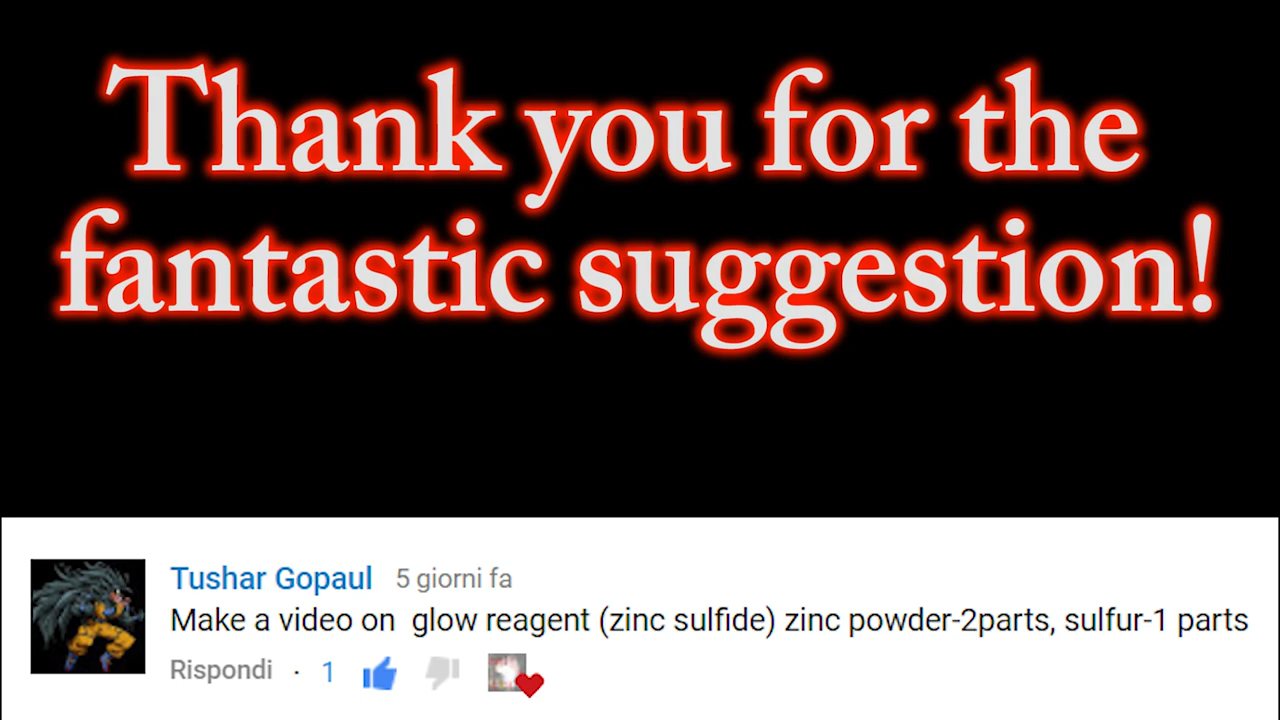 Thank you for the
fantastic suggestion!
Tushar Gopaul 5 giorni fa
Make a video on  glow reagent (zinc sulfide) zinc powder-2parts, sulfur-1 parts
Rispondi · 1